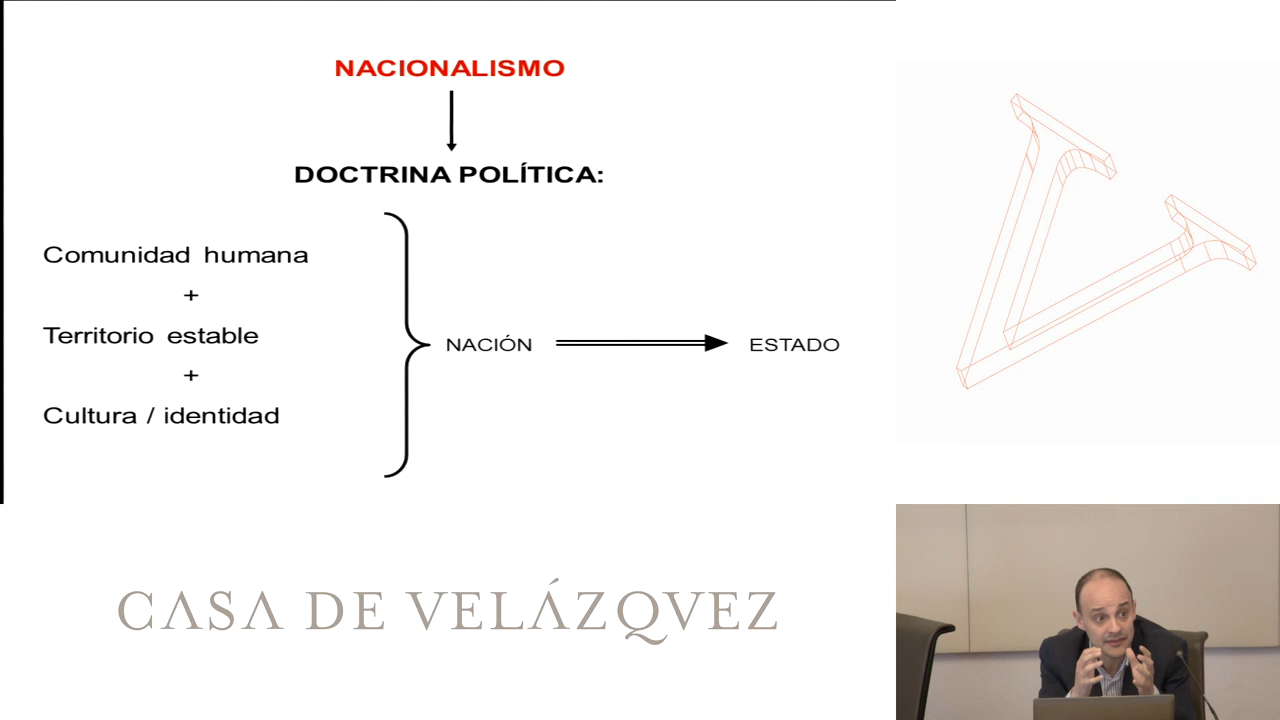 NACIONALISMO
DOCTRINA POLÍTICA:
Comunidad humana
+
Territorio estable
+
Cultura / identidad
NACIÓN
ESTADO
CASA DE VELÁZQVEZ